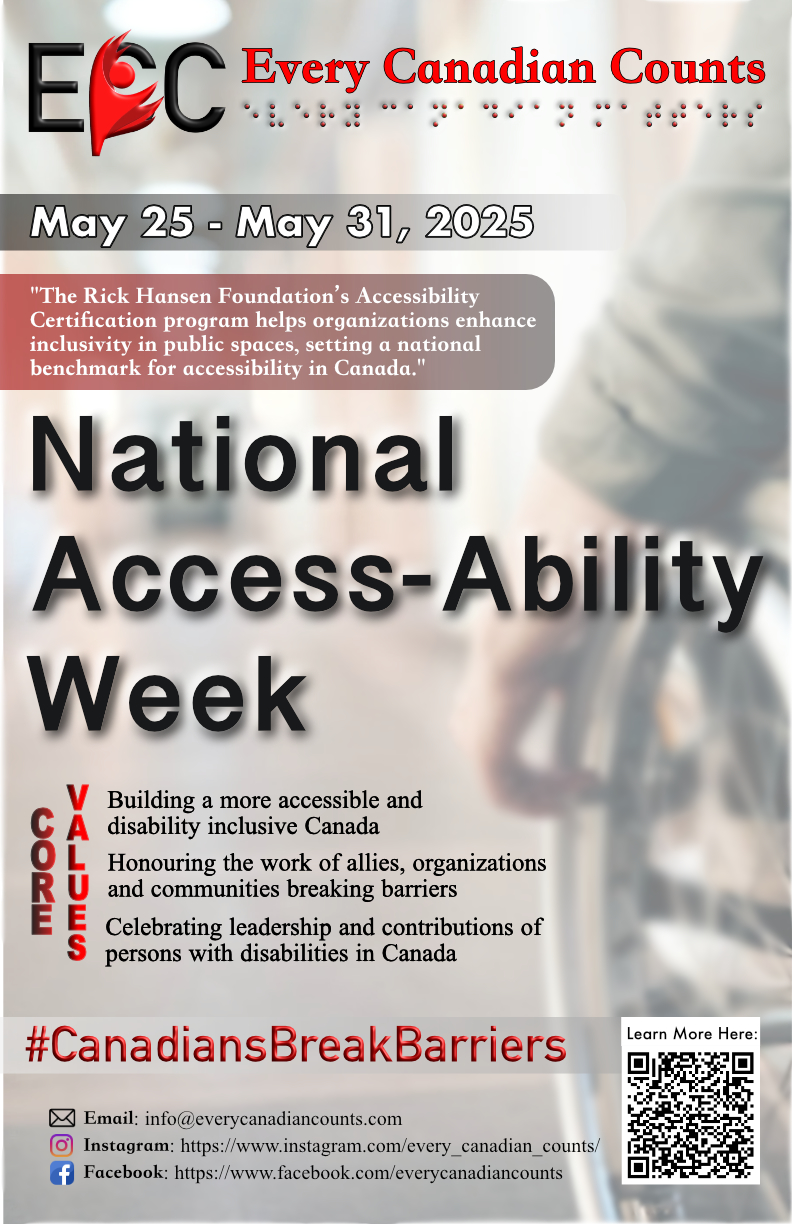 ECC Every Canadian Counts
May 25 - May 31, 2025
"The Rick Hansen Foundation's Accessibility
Certification program helps organizations enhance
inclusivity in public spaces, setting a national
benchmark for accessibility in Canada."
National
Access-Ability
Week
CORE
VALUES
Building a more accessible and
disability inclusive Canada
Honouring the work of allies, organizations
and communities breaking barriers
Celebrating leadership and contributions of
persons with disabilities in Canada
#CanadiansBreakBarriers
Learn More Here:
Email: info@everycanadiancounts.com
Instagram: https://www.instagram.com/every_canadian_counts/
Facebook: https://www.facebook.com/everycanadiancounts